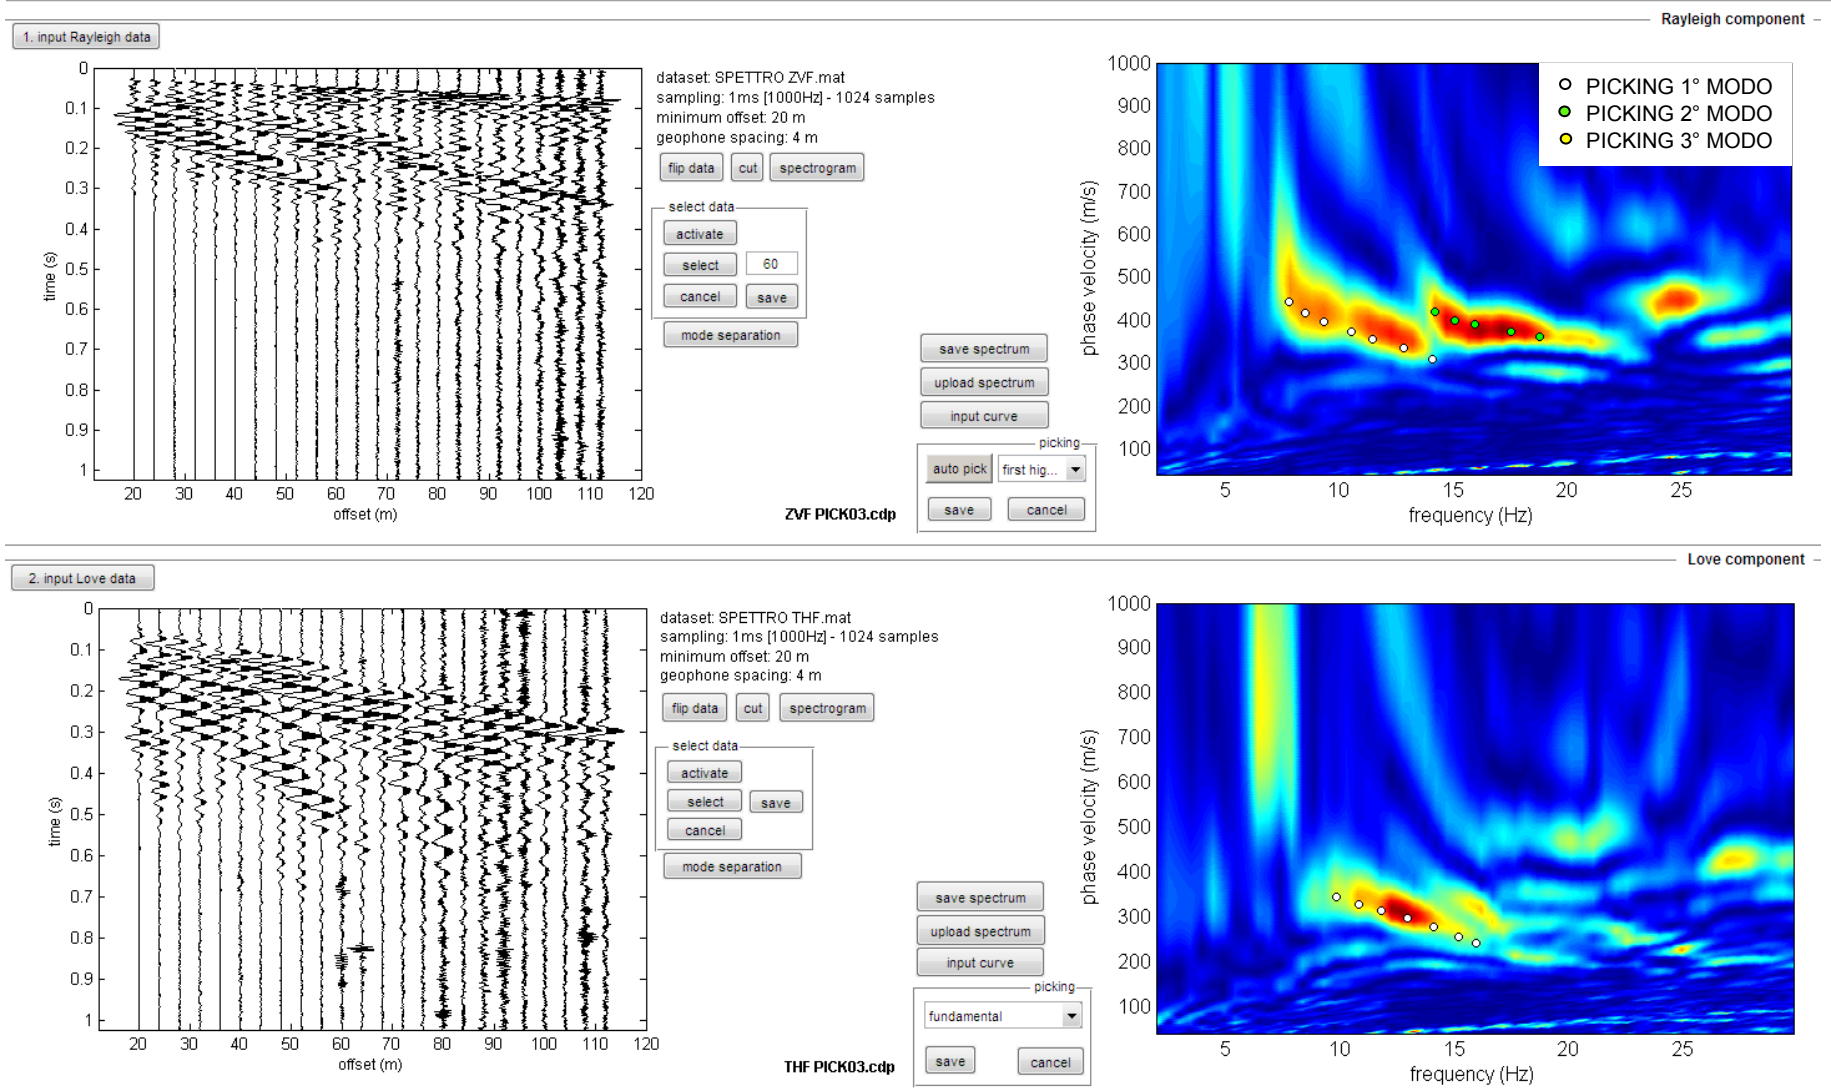 Rayleigh component
1. input Rayleigh data
0
0.1
0.2
0.3
0.4
0.5
0.6
0.7
0.8
0.9
1
time (s)
20 30 40 50 60 70 80 90 100 110 120
offset (m)
dataset: SPETTRO ZVF.mat
sampling: 1ms [1000Hz] - 1024 samples
minimum offset: 20 m
geophone spacing: 4 m
flip data cut spectrogram
select data
activate
select 60
cancel save
mode separation
save spectrum
upload spectrum
input curve
picking
auto pick first hig...
save cancel
ZVF PICK03.cdp
1000
900
800
700
600
500
400
300
200
100
phase velocity (m/s)
5 10 15 20 25
frequency (Hz)
PICKING 1° MODO
PICKING 2° MODO
PICKING 3° MODO
Love component
2. input Love data
0
0.1
0.2
0.3
0.4
0.5
0.6
0.7
0.8
0.9
1
time (s)
20 30 40 50 60 70 80 90 100 110 120
offset (m)
dataset: SPETTRO THF.mat
sampling: 1ms [1000Hz] - 1024 samples
minimum offset: 20 m
geophone spacing: 4 m
flip data cut spectrogram
select data
activate
select save
cancel
mode separation
save spectrum
upload spectrum
input curve
picking
fundamental
save cancel
THF PICK03.cdp
1000
900
800
700
600
500
400
300
200
100
phase velocity (m/s)
5 10 15 20 25
frequency (Hz)